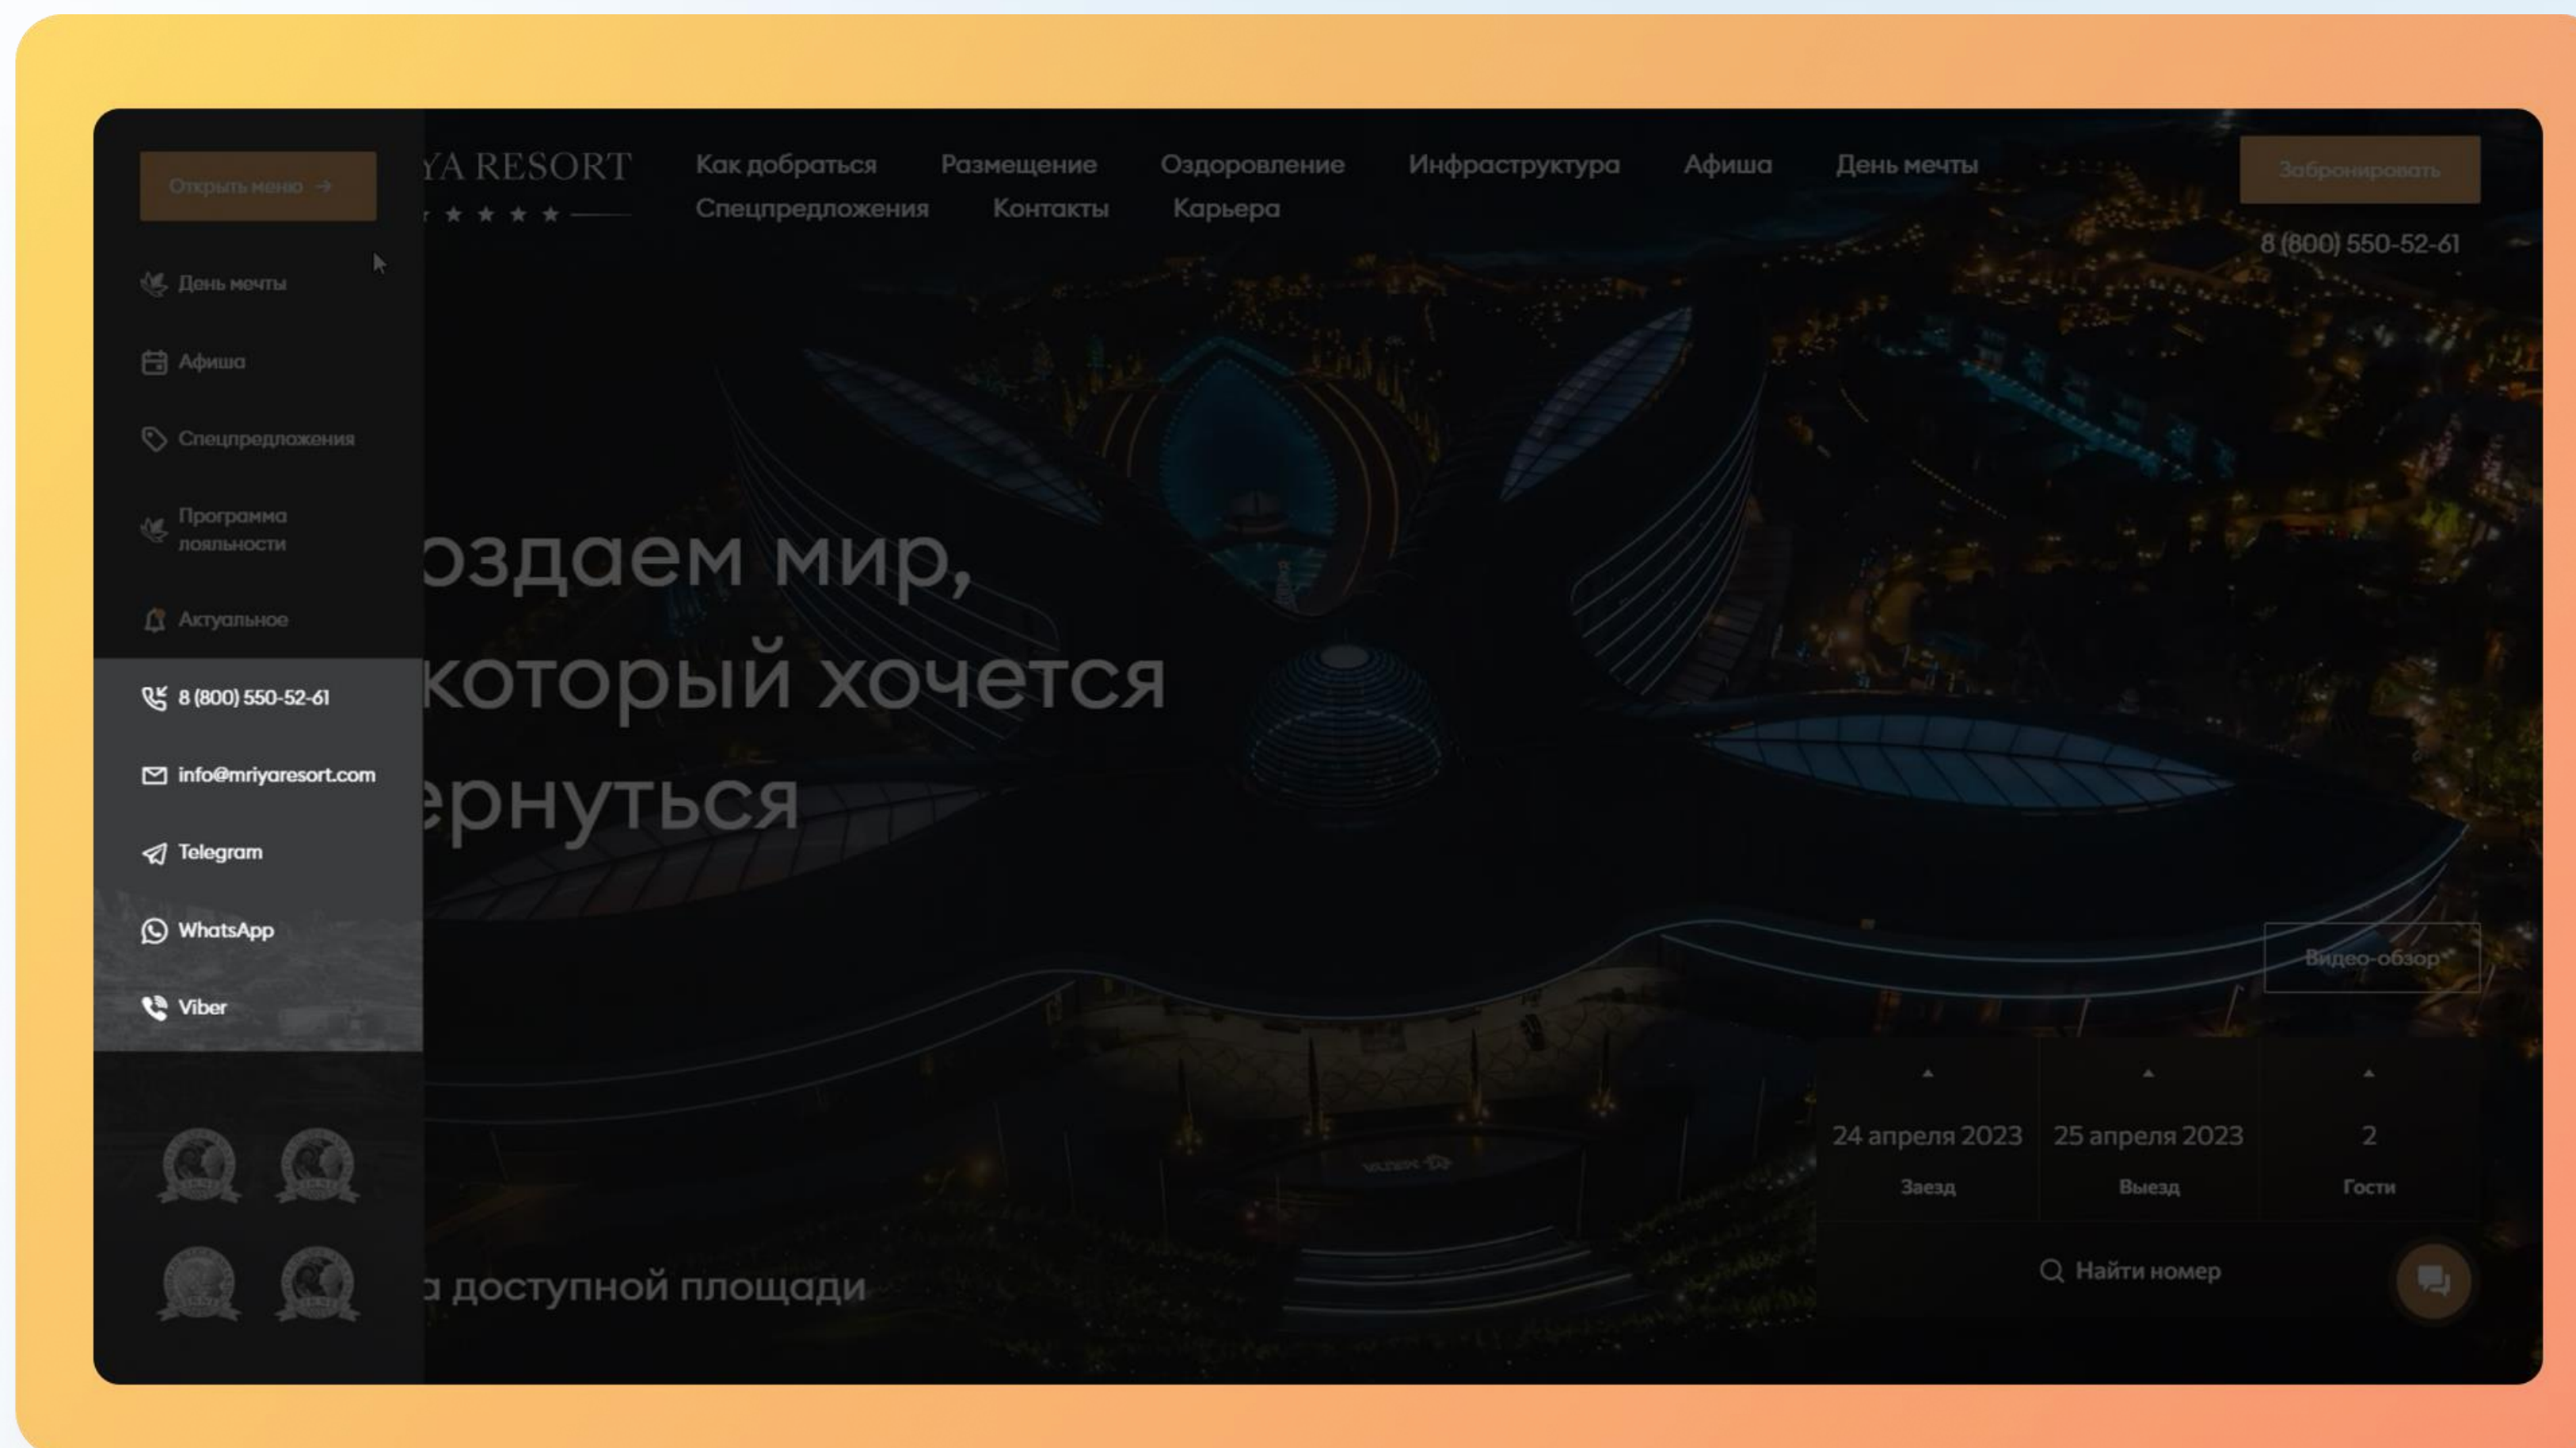 Открыть меню →
День мечты
Афиша
Спецпредложения
Программа
лояльности
Актуальное
8 (800) 550-52-61
info@mriyaresort.com
Telegram
WhatsApp
Viber
YA RESORT
Как добраться Размещение Оздоровление Инфраструктура Афиша День мечты
Спецпредложения Контакты Карьера
Забронировать
8 (800) 550-52-61
оздаем мир,
который хочется
ернуться
Видео-обзор
24 апреля 2023 25 апреля 2023 2
Заезд Выезд Гости
Найти номер
а доступной площади